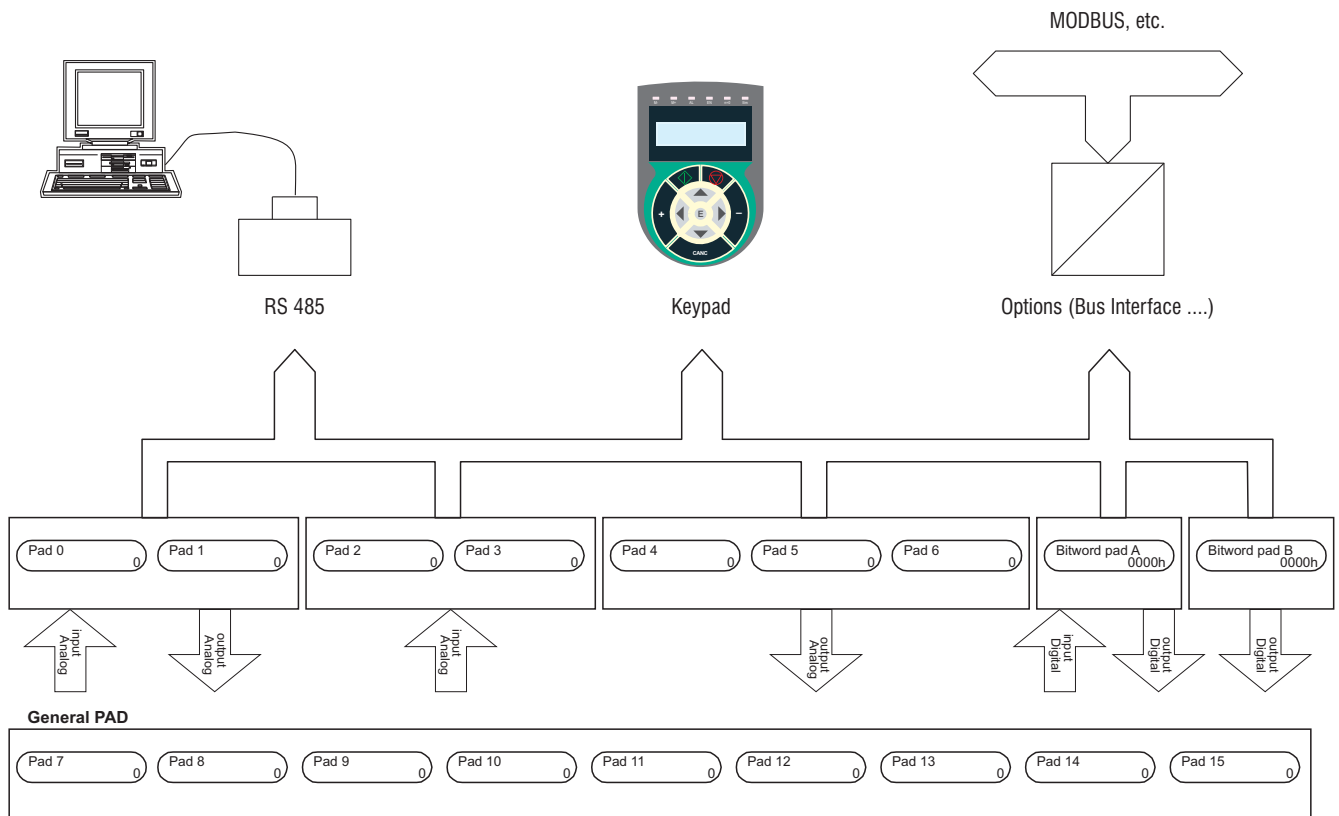 MODBUS, etc.
+
E
−
CANC
RS 485
Keypad
Options (Bus Interface ....)
Pad 0
0
Pad 1
0
Pad 2
0
Pad 3
0
Pad 4
0
Pad 5
0
Pad 6
0
Bitword pad A
0000h
Bitword pad B
0000h
input
Analog
output
Analog
input
Analog
output
Analog
input
Digital
output
Digital
output
Digital
General PAD
Pad 7
0
Pad 8
0
Pad 9
0
Pad 10
0
Pad 11
0
Pad 12
0
Pad 13
0
Pad 14
0
Pad 15
0